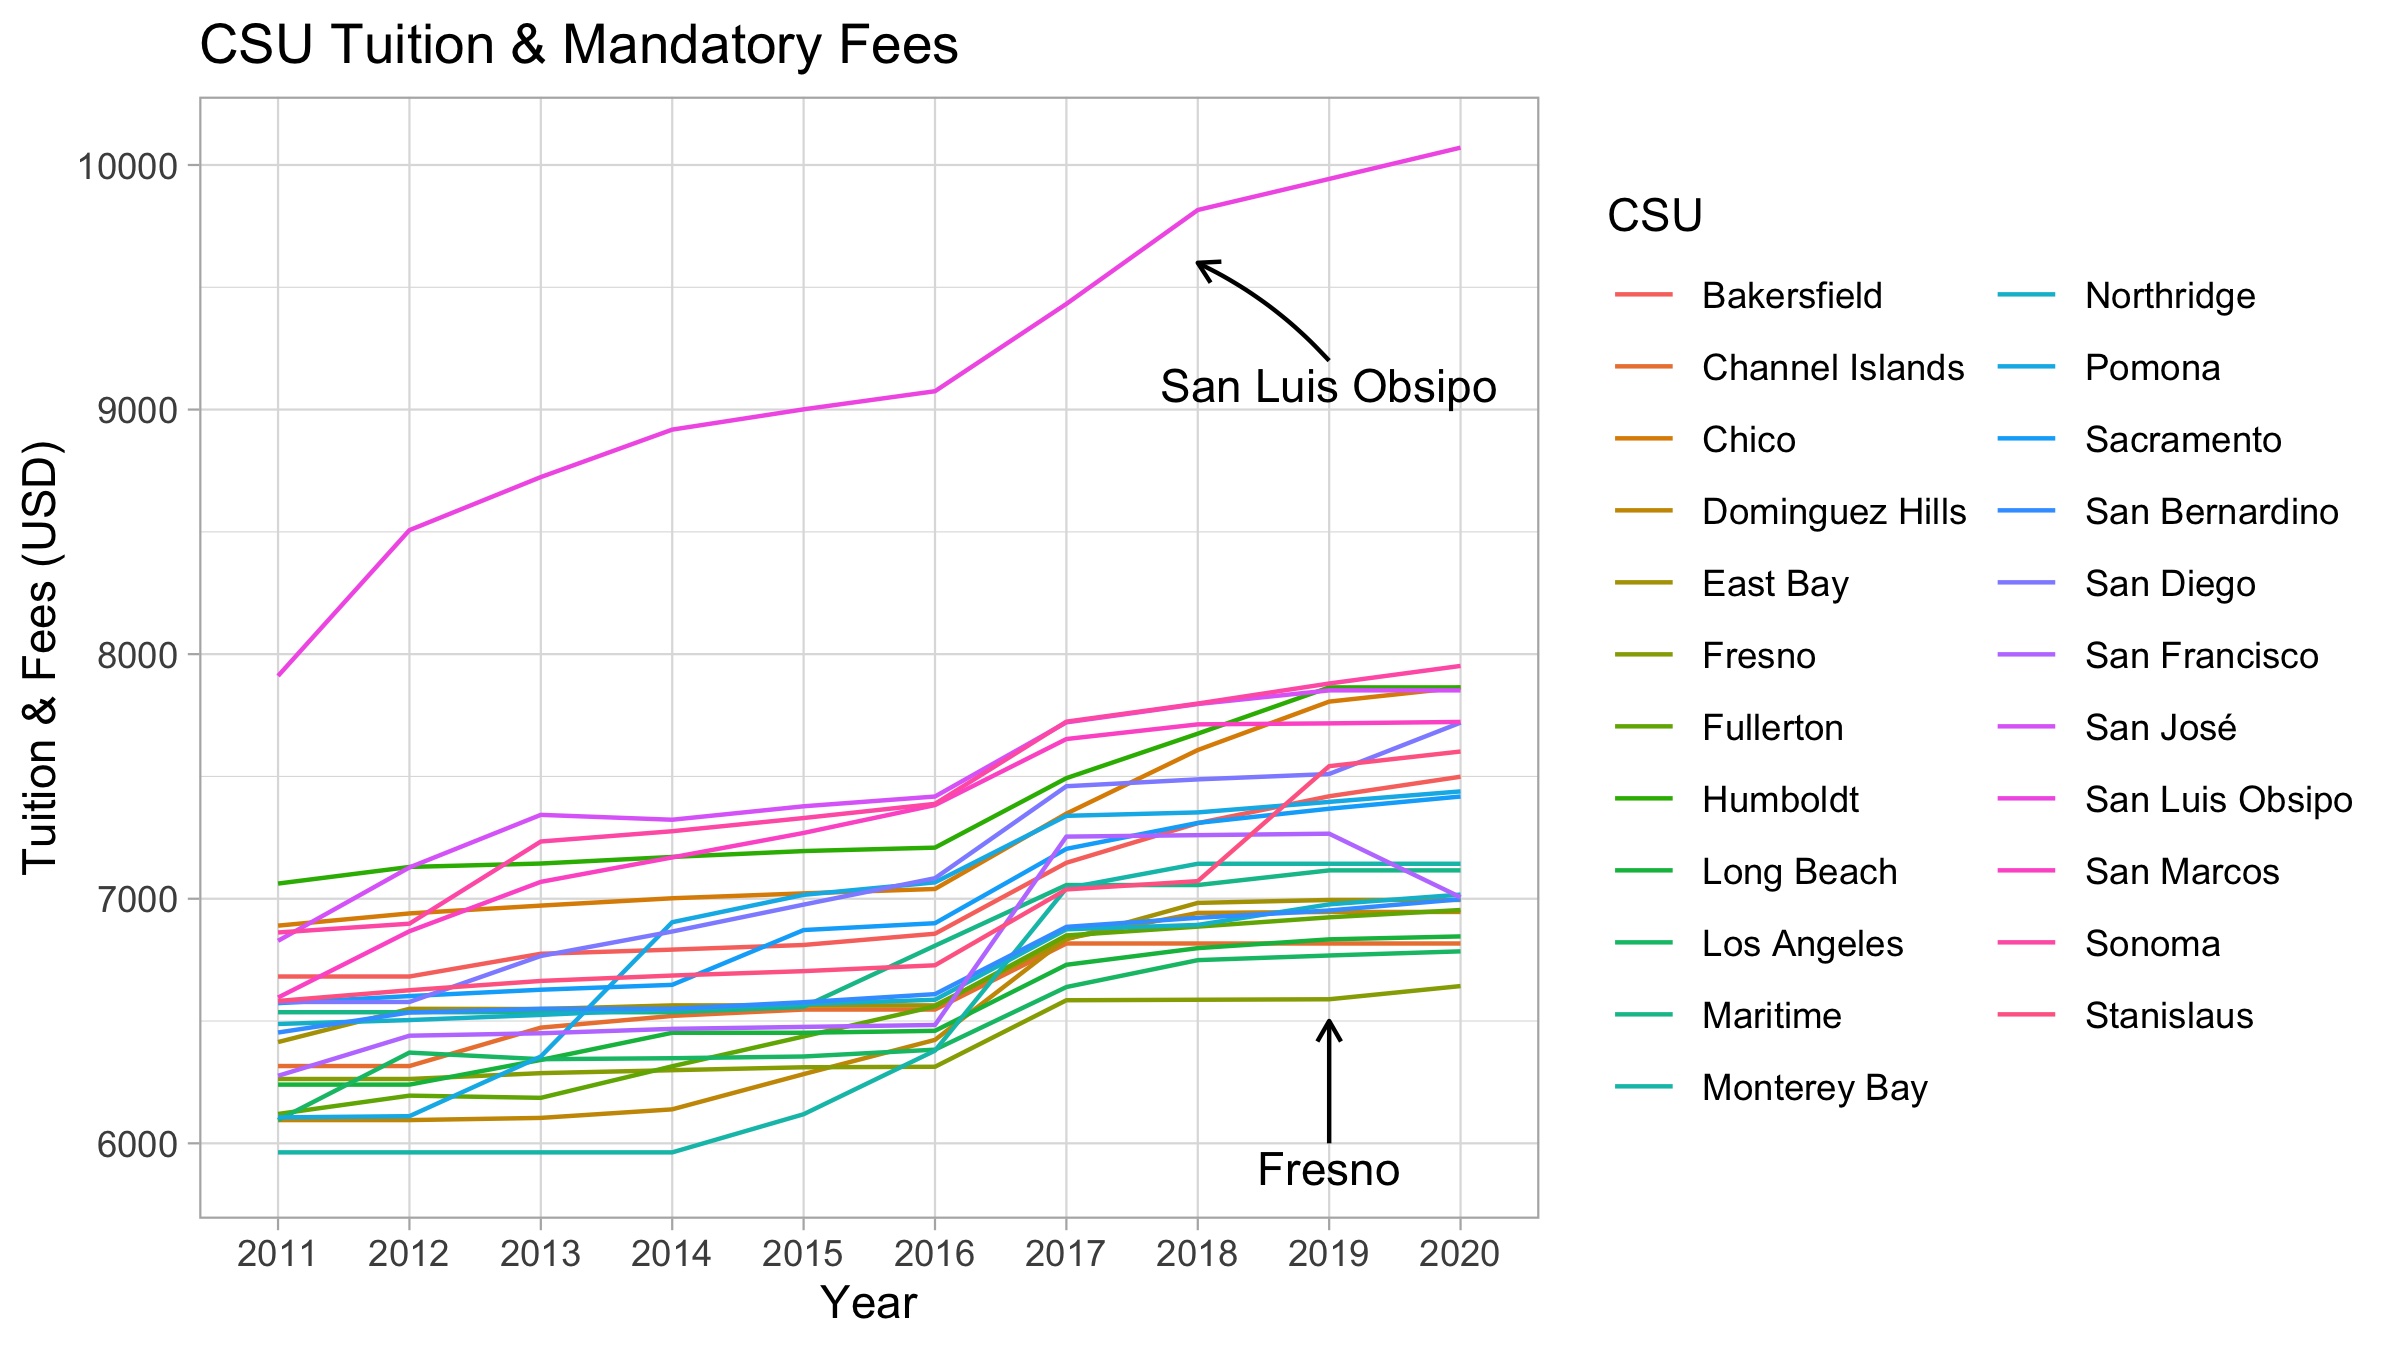 CSU Tuition & Mandatory Fees
Tuition & Fees (USD)
10000
9000
8000
7000
6000
San Luis Obsipo
Fresno
2011 2012 2013 2014 2015 2016 2017 2018 2019 2020
Year
CSU
Bakersfield
Channel Islands
Chico
Dominguez Hills
East Bay
Fresno
Fullerton
Humboldt
Long Beach
Los Angeles
Maritime
Monterey Bay
Northridge
Pomona
Sacramento
San Bernardino
San Diego
San Francisco
San José
San Luis Obsipo
San Marcos
Sonoma
Stanislaus